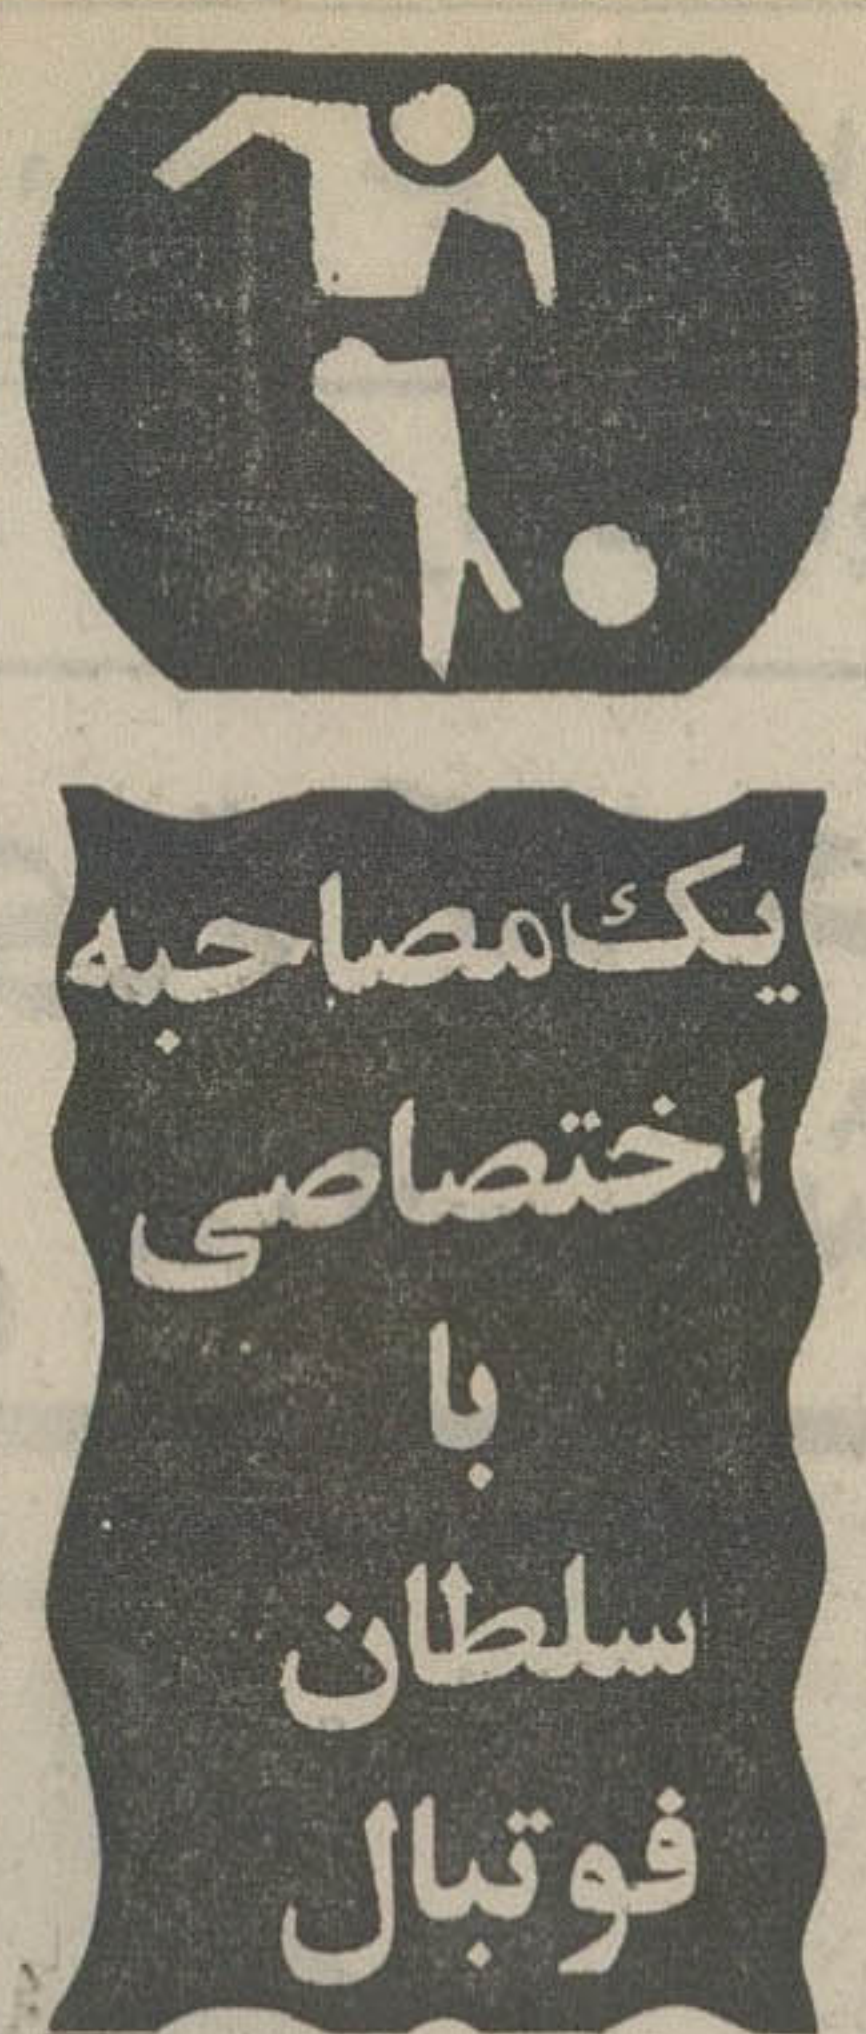 یک مصاحبه
اختصاصی
با
سلطان
فوتبال